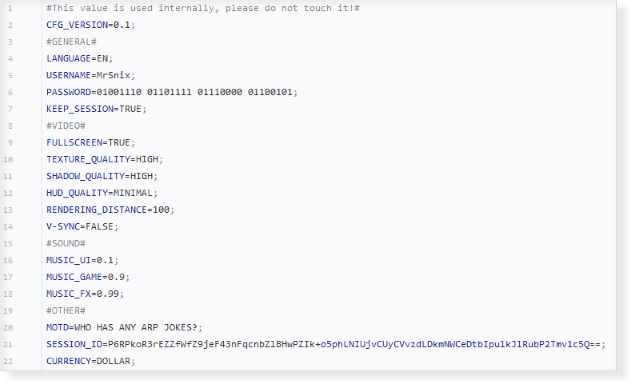 1 #This value is used internally, please do not touch it!#
2 CFG_VERSION=0.1;
3 #GENERAL#
4 LANGUAGE=EN;
5 USERNAME=MrSnix;
6 PASSWORD=01001110 01101111 01110000 01100101;
7 KEEP_SESSION=TRUE;
8 #VIDEO#
9 FULLSCREEN=TRUE;
10 TEXTURE_QUALITY=HIGH;
11 SHADOW_QUALITY=HIGH;
12 HUD_QUALITY=MINIMAL;
13 RENDERING_DISTANCE=100;
14 V-SYNC=FALSE;
15 #SOUND#
16 MUSIC_UI=0.1;
17 MUSIC_GAME=0.9;
18 MUSIC_FX=0.99;
19 #OTHER#
20 MOTD=WHO HAS ANY ARP JOKES?;
21 SESSION_ID=P6RPkoR3rEZZfWfZ9jeF43nFqcnbZlBHwPZIk+o5phLNIUjvCUyCVvzdLDkmNWCeDtbIpulkJ1RubP2Tmv1c5Q==;
22 CURRENCY=DOLLAR;